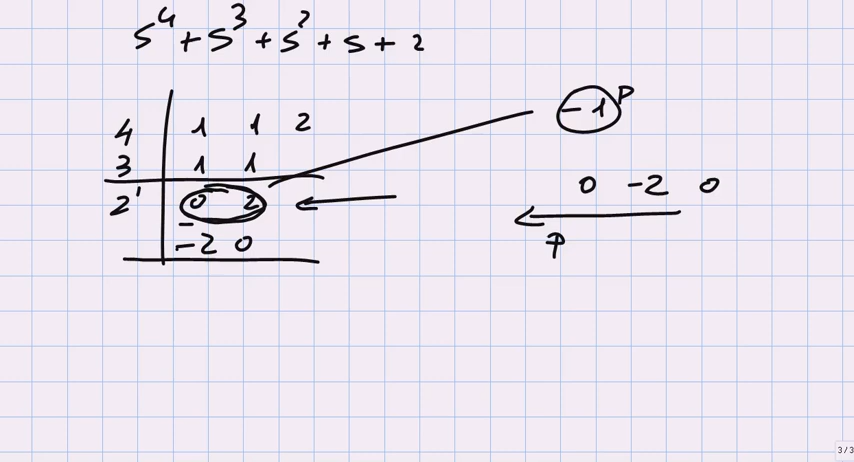 s⁴ + s³ + s² + s + 2
-1 P
4 | 1 1 2
3 | 1 1
2' | 0 2
-2 0
0 -2 0
P
3 / 3